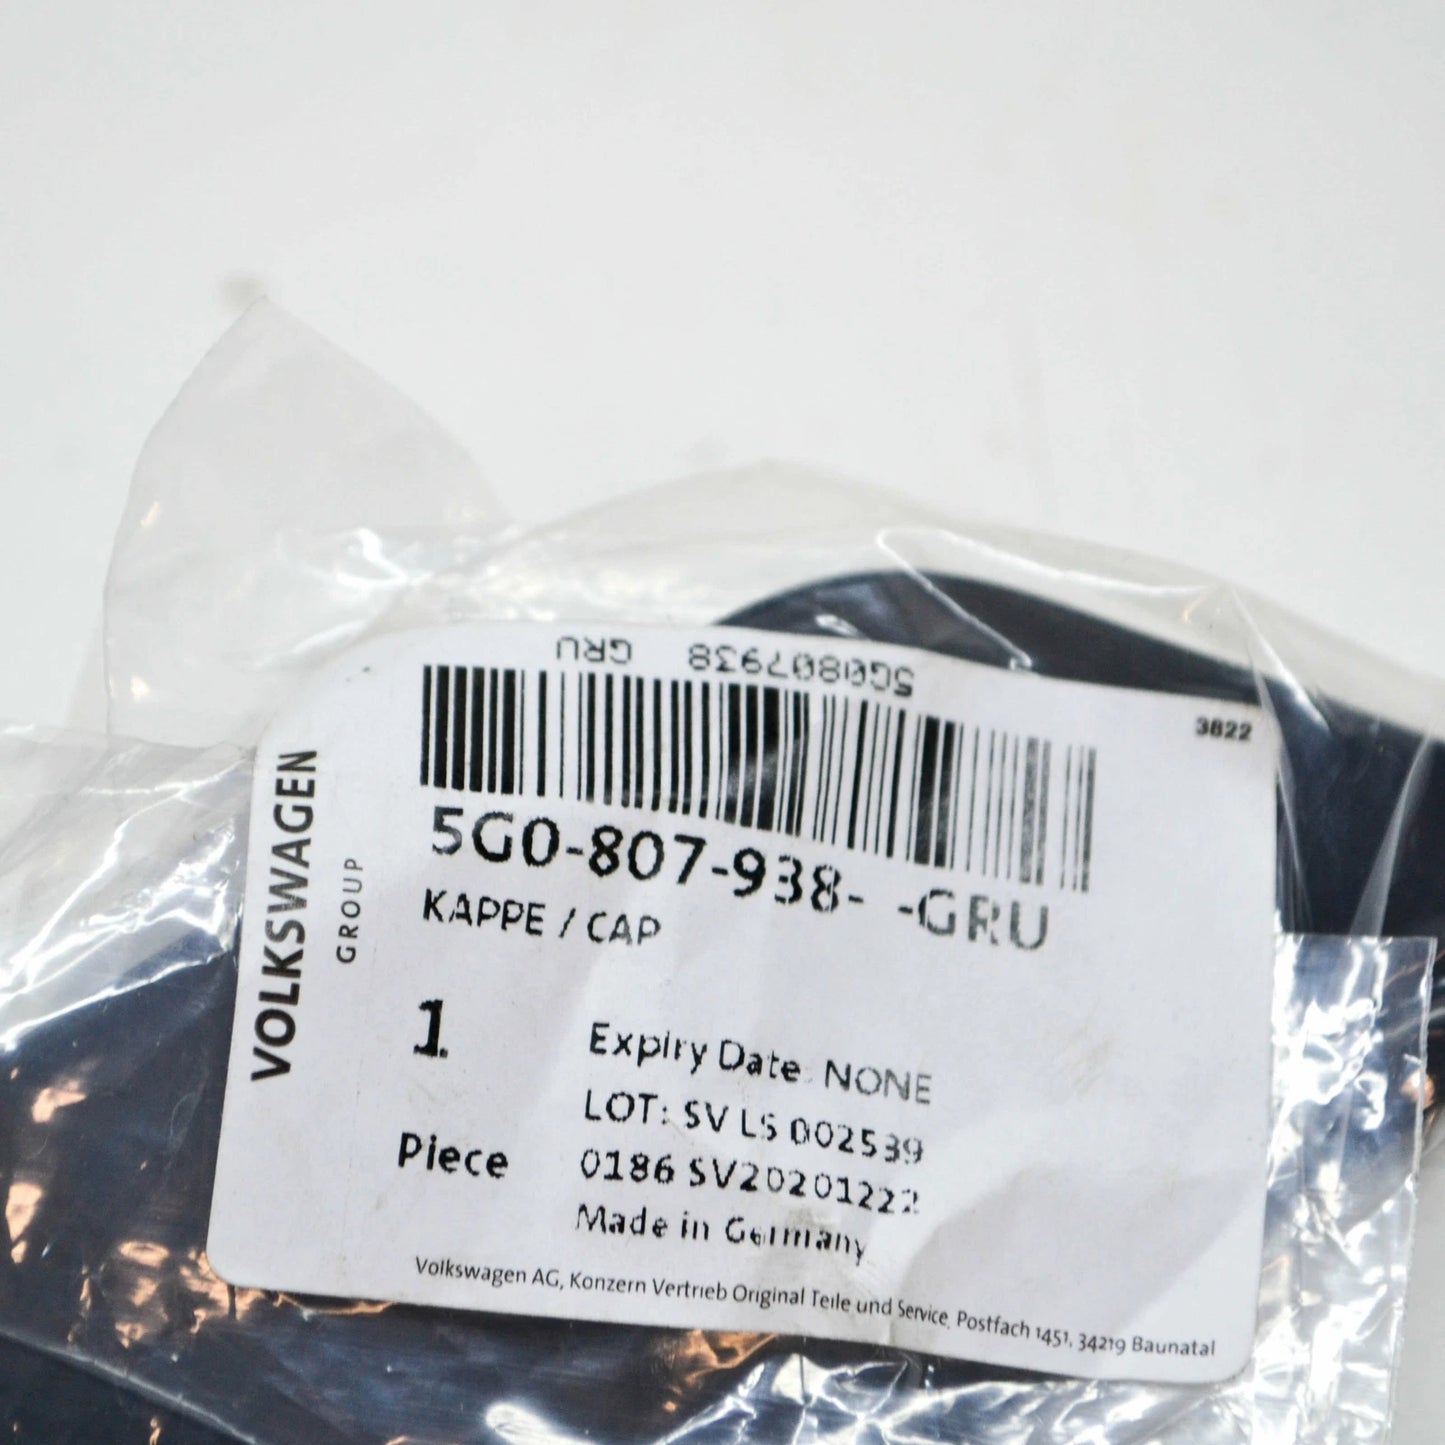 5G0807938 GRU
3822
5G0-807-938- -GRU
KAPPE / CAP
VOLKSWAGEN
GROUP
1
Piece
Expiry Date: NONE
LOT: SV LS 002539
0186 SV20201222
Made in Germany
Volkswagen AG, Konzern Vertrieb Original Teile und Service, Postfach 1451, 34219 Baunatal